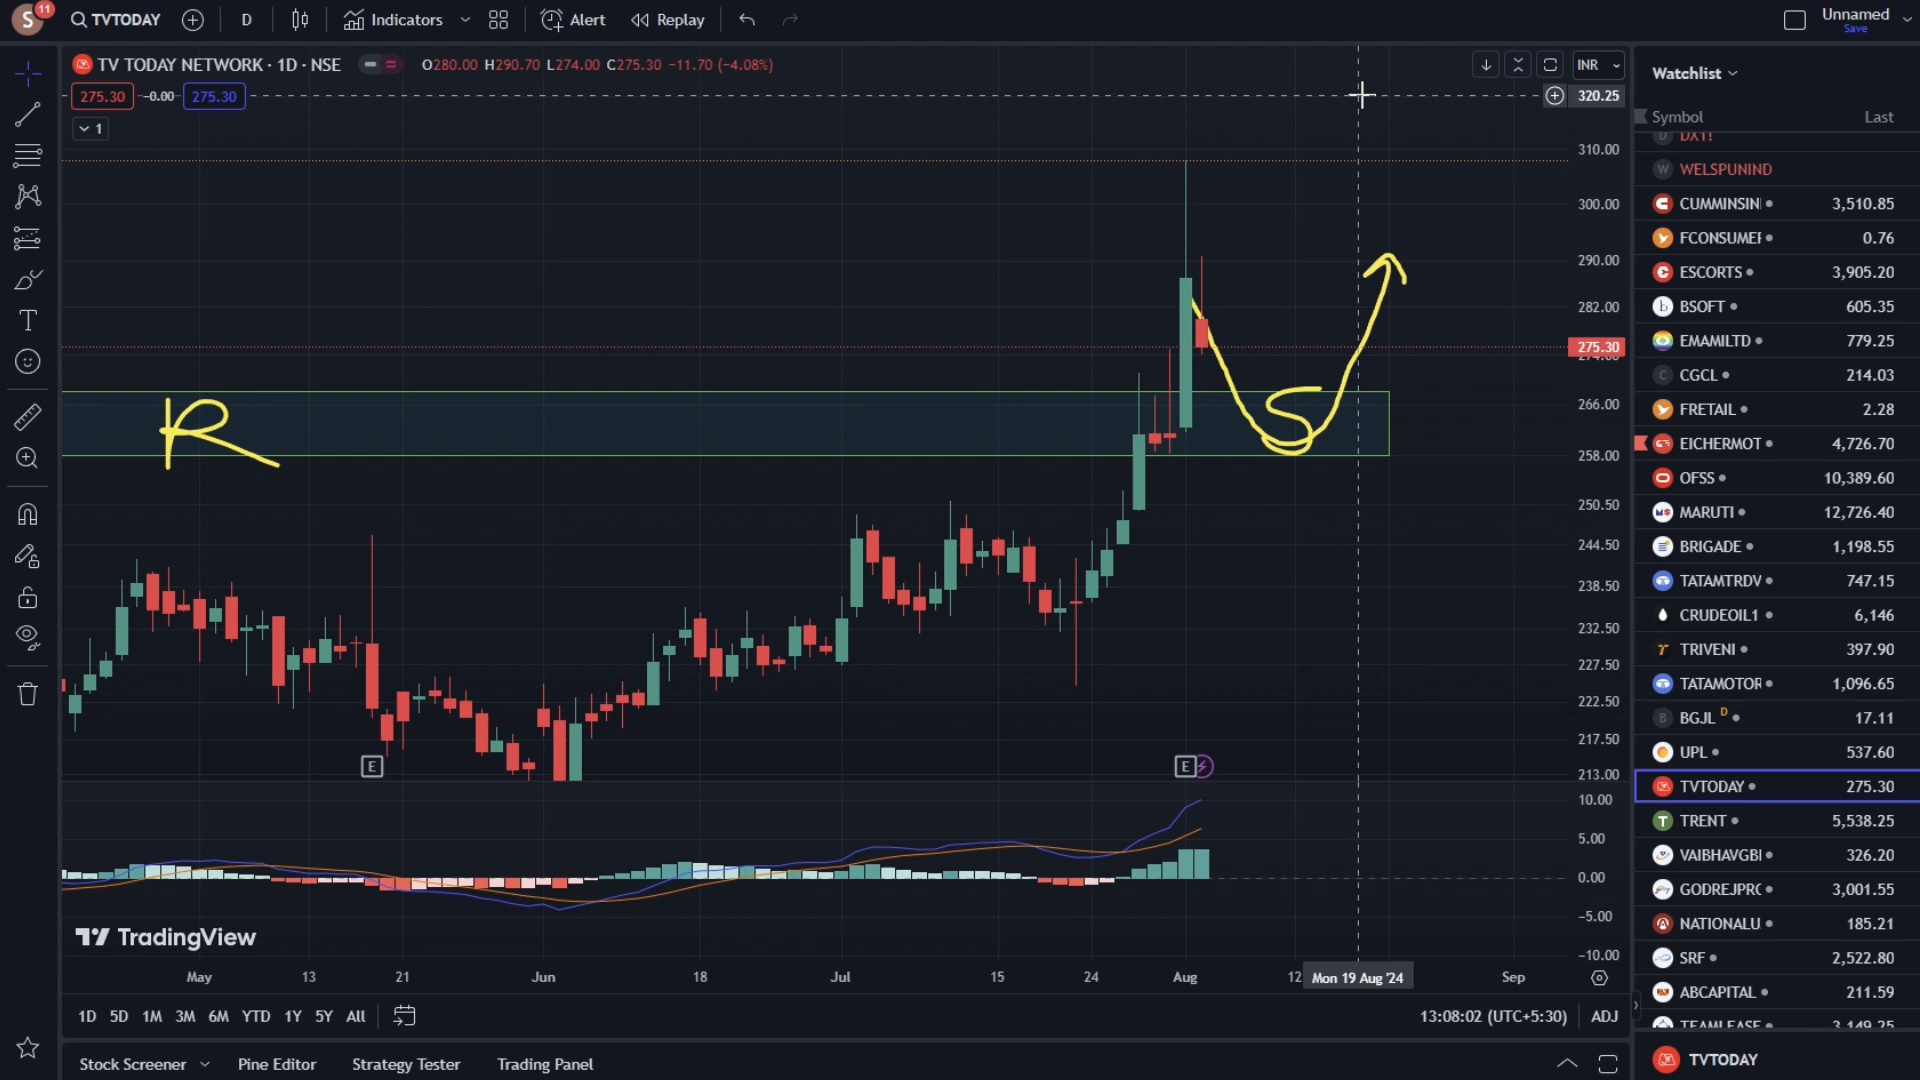 S 11 TVTODAY D Indicators Alert Replay Unnamed
Save
TV TODAY NETWORK · 1D · NSE O280.00 H290.70 L274.00 C275.30 −11.70 (−4.08%) INR
275.30 -0.00 275.30 320.25
1
310.00
300.00
290.00
282.00
275.30
274.00
266.00
258.00
250.50
244.50
238.50
232.50
227.50
222.50
217.50
213.00
10.00
5.00
0.00
−5.00
−10.00
R
S
E E
TradingView
May 13 21 Jun 18 Jul 15 24 Aug 12 Mon 19 Aug '24 Sep
1D 5D 1M 3M 6M YTD 1Y 5Y All 13:08:02 (UTC+5:30) ADJ
Stock Screener Pine Editor Strategy Tester Trading Panel
Watchlist
Symbol Last
D DXY!
W WELSPUNIND
CUMMINSIN 3,510.85
FCONSUMER 0.76
ESCORTS 3,905.20
b BSOFT 605.35
EMAMILTD 779.25
C CGCL 214.03
FRETAIL 2.28
EICHERMOT 4,726.70
OFSS 10,389.60
MARUTI 12,726.40
BRIGADE 1,198.55
TATAMTRDV 747.15
CRUDEOIL1 6,146
TRIVENI 397.90
TATAMOTOR 1,096.65
B BGJL D 17.11
UPL 537.60
TVTODAY 275.30
T TRENT 5,538.25
VAIBHAVGBL 326.20
GODREJPRO 3,001.55
NATIONALU 185.21
SRF 2,522.80
ABCAPITAL 211.59
TEAMLEASE 3,149.25
TVTODAY